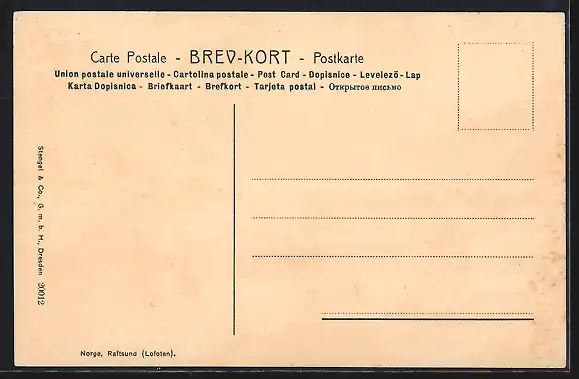 Carte Postale - BREV-KORT - Postkarte
Union postale universelle - Cartolina postale - Post Card - Dopisnice - Levelező - Lap
Karta Dopisnica - Briefkaart - Brefkort - Tarjeta postal - Открытое письмо
Stengel & Co., G. m. b. H., Dresden 20912
Norge, Raftsund (Lofoten).